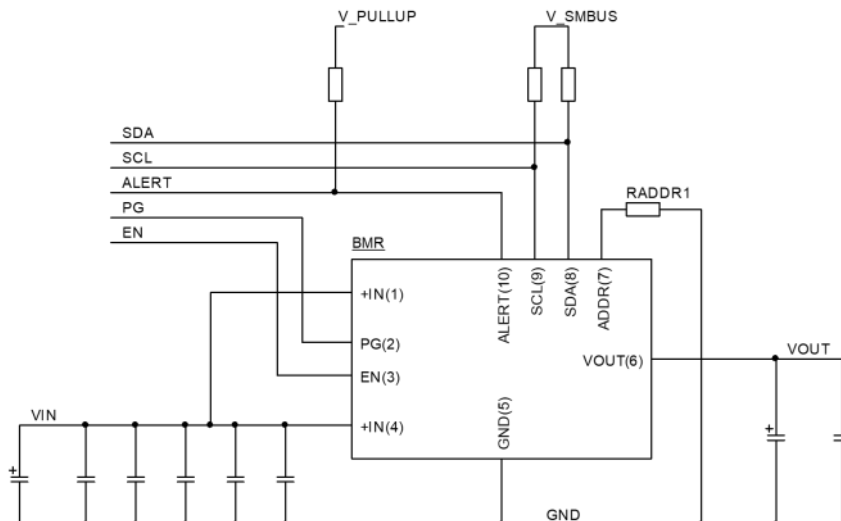 V_PULLUP
V_SMBUS
SDA
SCL
ALERT
RADDR1
PG
EN
BMR
ALERT(10)
SCL(9)
SDA(8)
ADDR(7)
+IN(1)
PG(2)
VOUT
VOUT(6)
EN(3)
VIN
+IN(4)
GND(5)
+
+
GND